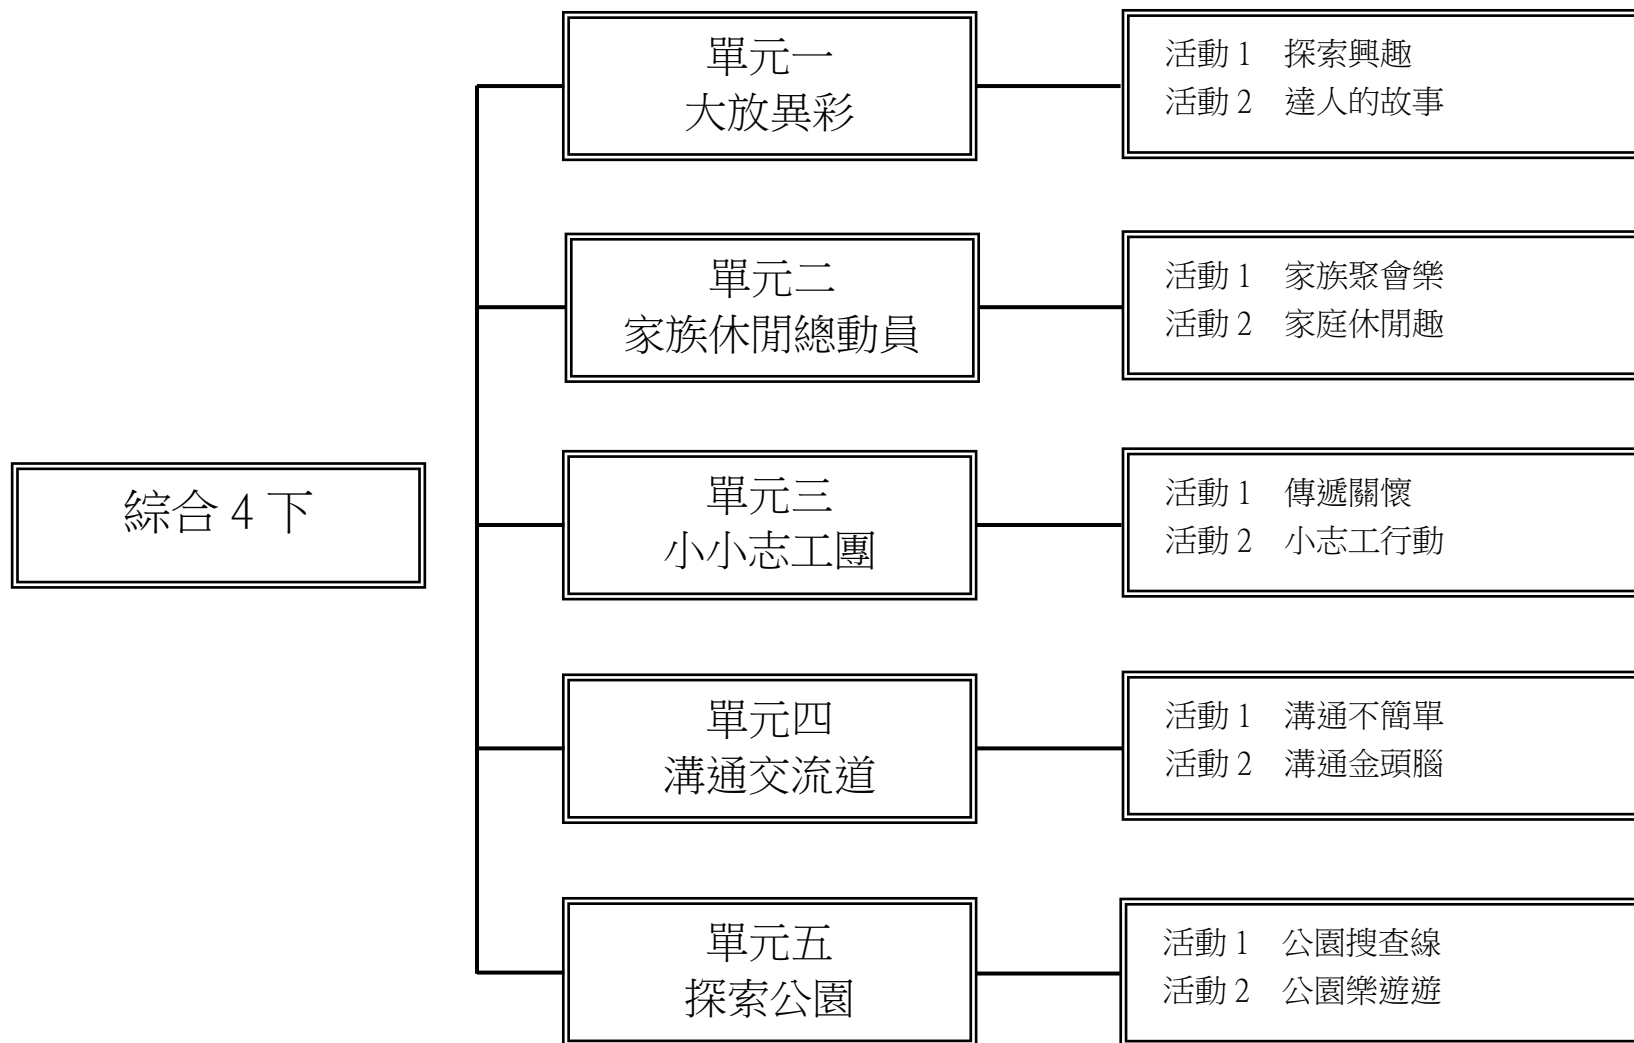 單元一
大放異彩
活動 1　探索興趣
活動 2　達人的故事
單元二
家族休閒總動員
活動 1　家族聚會樂
活動 2　家庭休閒趣
綜合 4 下
單元三
小小志工團
活動 1　傳遞關懷
活動 2　小志工行動
單元四
溝通交流道
活動 1　溝通不簡單
活動 2　溝通金頭腦
單元五
探索公園
活動 1　公園搜查線
活動 2　公園樂遊遊